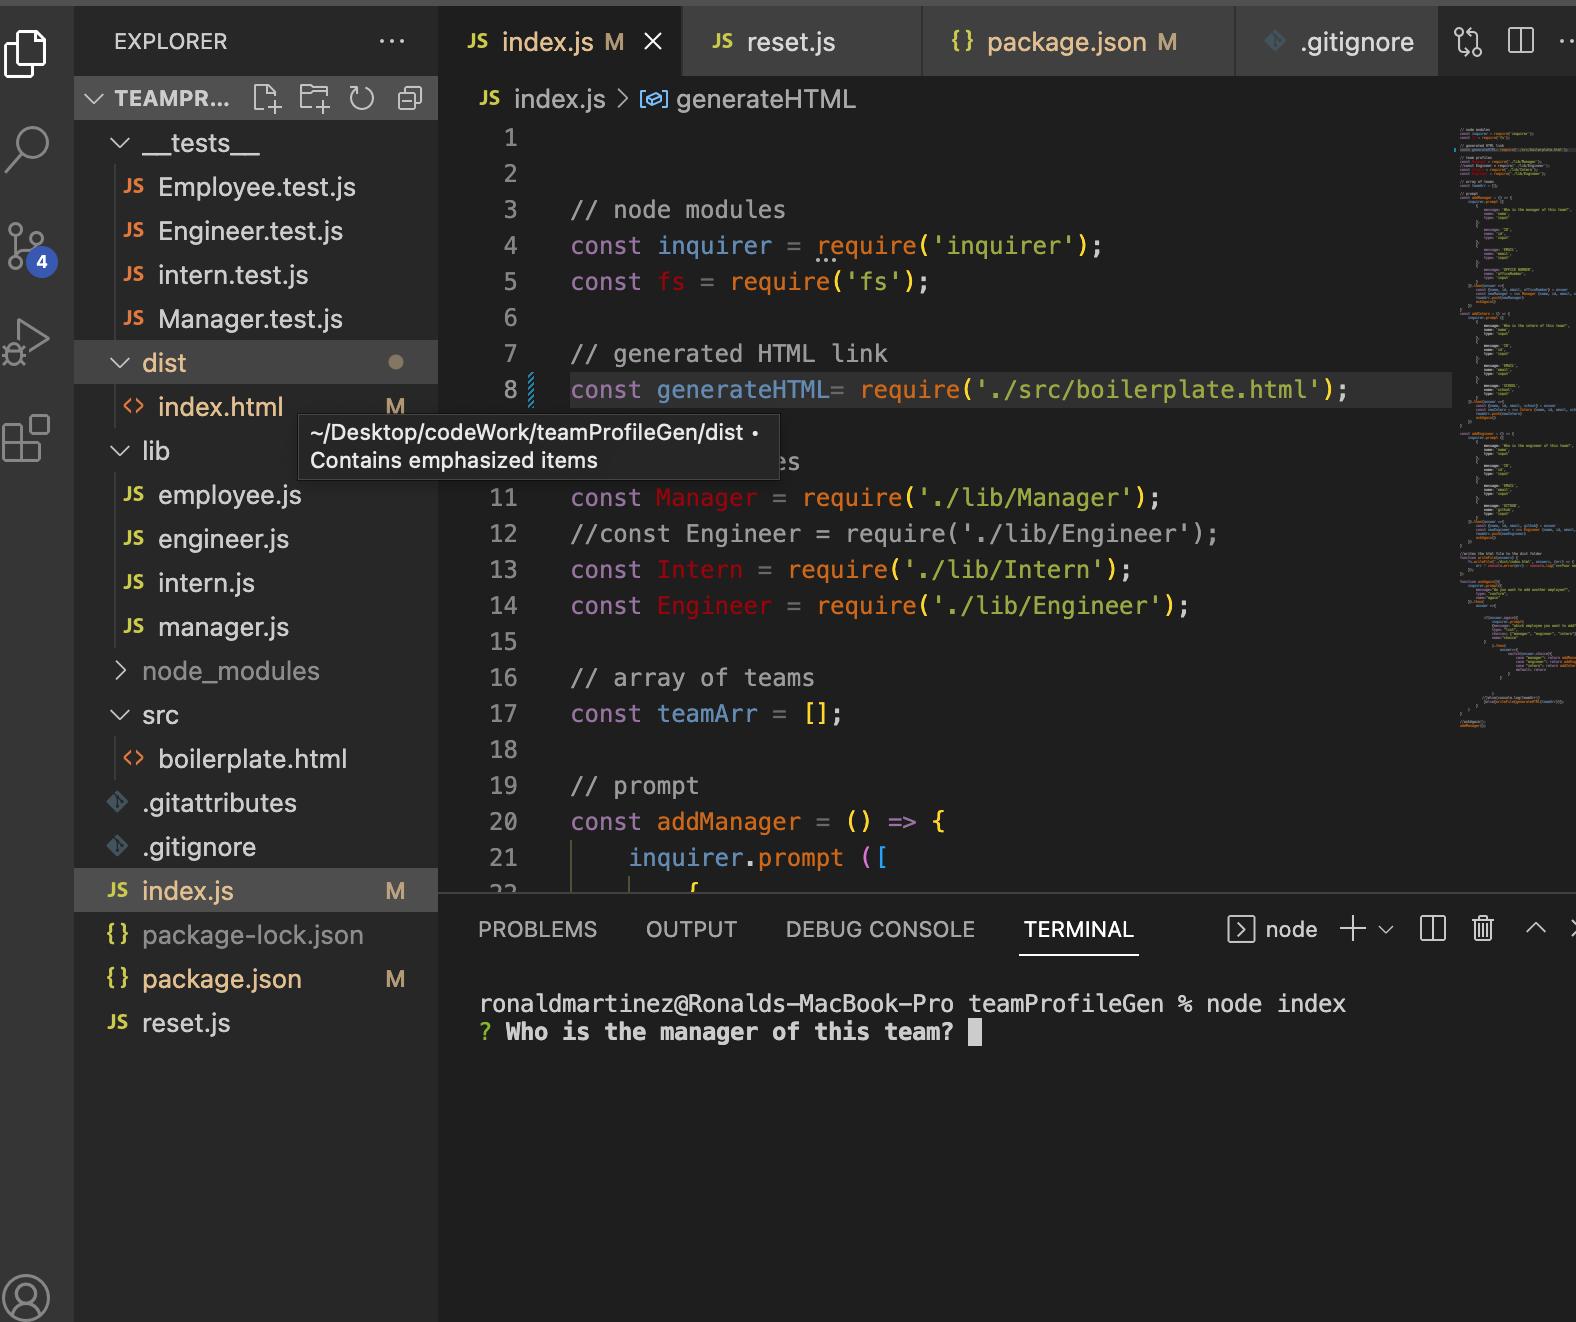 EXPLORER
TEAMPR...
__tests__
JS Employee.test.js
JS Engineer.test.js
JS intern.test.js
JS Manager.test.js
dist
<> index.html M
~/Desktop/codeWork/teamProfileGen/dist •
Contains emphasized items
lib
JS employee.js
JS engineer.js
JS intern.js
JS manager.js
node_modules
src
<> boilerplate.html
.gitattributes
.gitignore
JS index.js M
{} package-lock.json
{} package.json M
JS reset.js
4
JS index.js M
JS reset.js
{} package.json M
.gitignore
JS index.js > generateHTML
1
2
3 // node modules
4 const inquirer = require('inquirer');
5 const fs = require('fs');
6
7 // generated HTML link
8 const generateHTML= require('./src/boilerplate.html');
es
11 const Manager = require('./lib/Manager');
12 //const Engineer = require('./lib/Engineer');
13 const Intern = require('./lib/Intern');
14 const Engineer = require('./lib/Engineer');
15
16 // array of teams
17 const teamArr = [];
18
19 // prompt
20 const addManager = () => {
21 inquirer.prompt ([
22 {
PROBLEMS OUTPUT DEBUG CONSOLE TERMINAL node
ronaldmartinez@Ronalds-MacBook-Pro teamProfileGen % node index
? Who is the manager of this team?